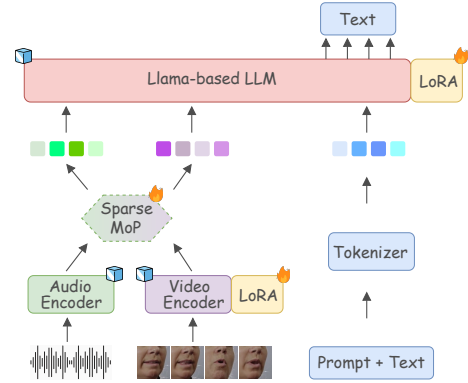 Text
Llama-based LLM
LoRA
Sparse
MoP
Tokenizer
Audio
Encoder
Video
Encoder
LoRA
Prompt + Text